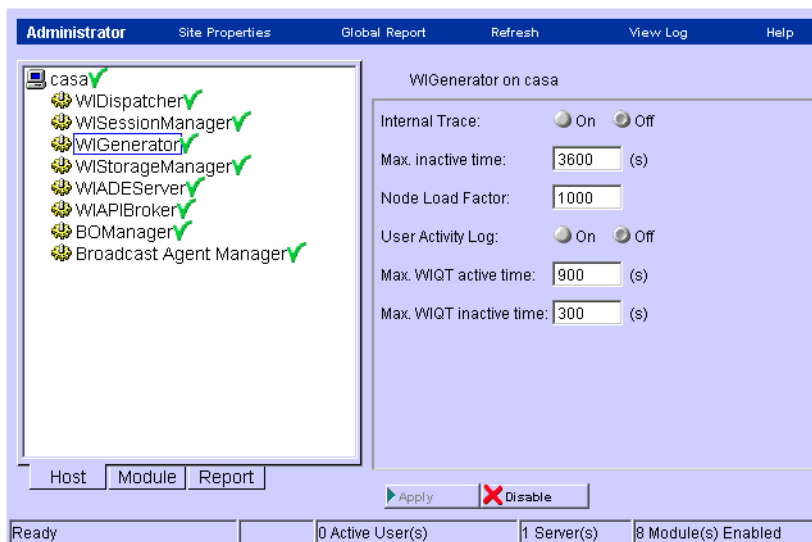 Administrator Site Properties Global Report Refresh View Log Help
casa
WIDispatcher
WISessionManager
WIGenerator
WIStorageManager
WIADEServer
WIAPIBroker
BOManager
Broadcast Agent Manager
Host Module Report
WIGenerator on casa
Internal Trace: On Off
Max. inactive time: 3600 (s)
Node Load Factor: 1000
User Activity Log: On Off
Max. WIQT active time: 900 (s)
Max. WIQT inactive time: 300 (s)
Apply Disable
Ready 0 Active User(s) 1 Server(s) 8 Module(s) Enabled